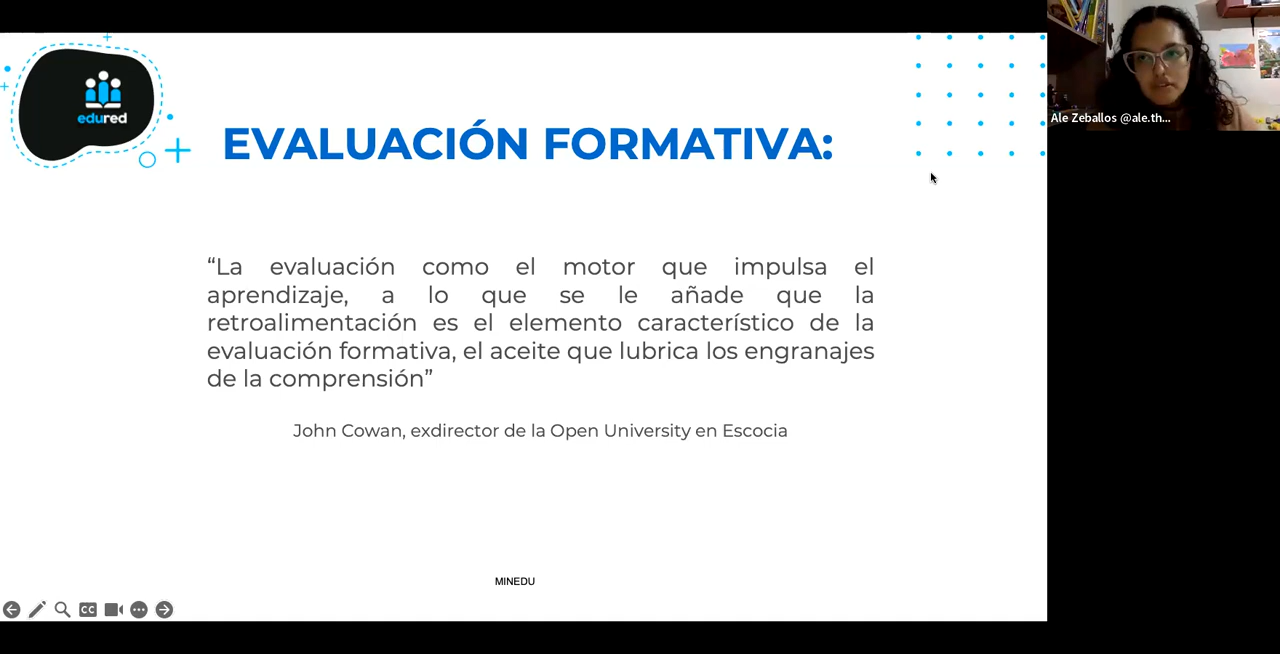 edured
EVALUACIÓN FORMATIVA:
“La evaluación como el motor que impulsa el
aprendizaje, a lo que se le añade que la
retroalimentación es el elemento característico de la
evaluación formativa, el aceite que lubrica los engranajes
de la comprensión”
John Cowan, exdirector de la Open University en Escocia
MINEDU
CC
Ale Zeballos @ale.th...